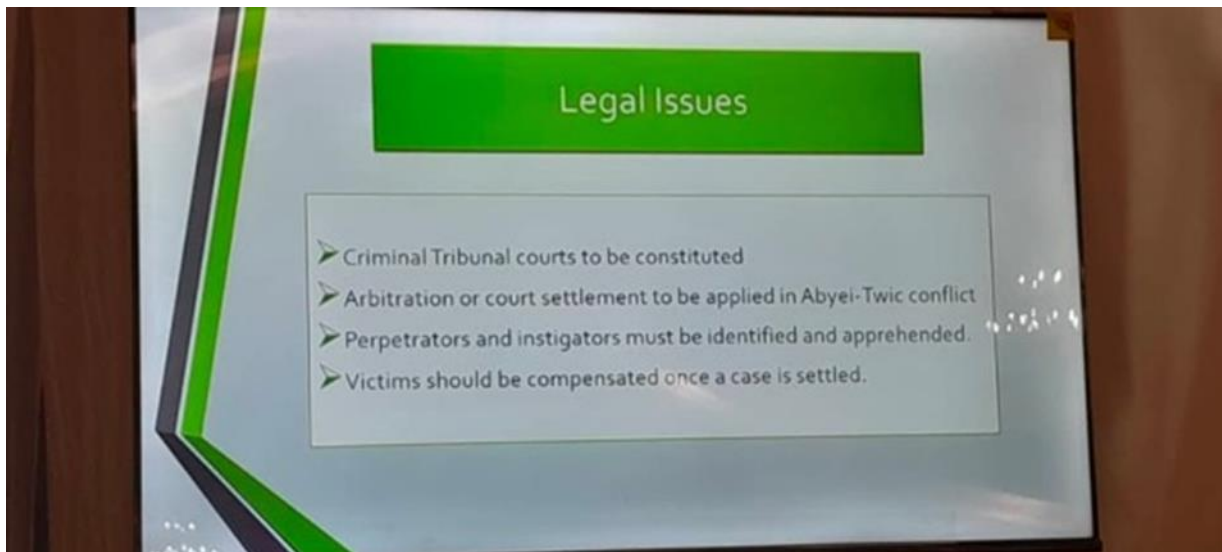 Legal Issues
Criminal Tribunal courts to be constituted
Arbitration or court settlement to be applied in Abyei-Twic conflict
Perpetrators and instigators must be identified and apprehended.
Victims should be compensated once a case is settled.